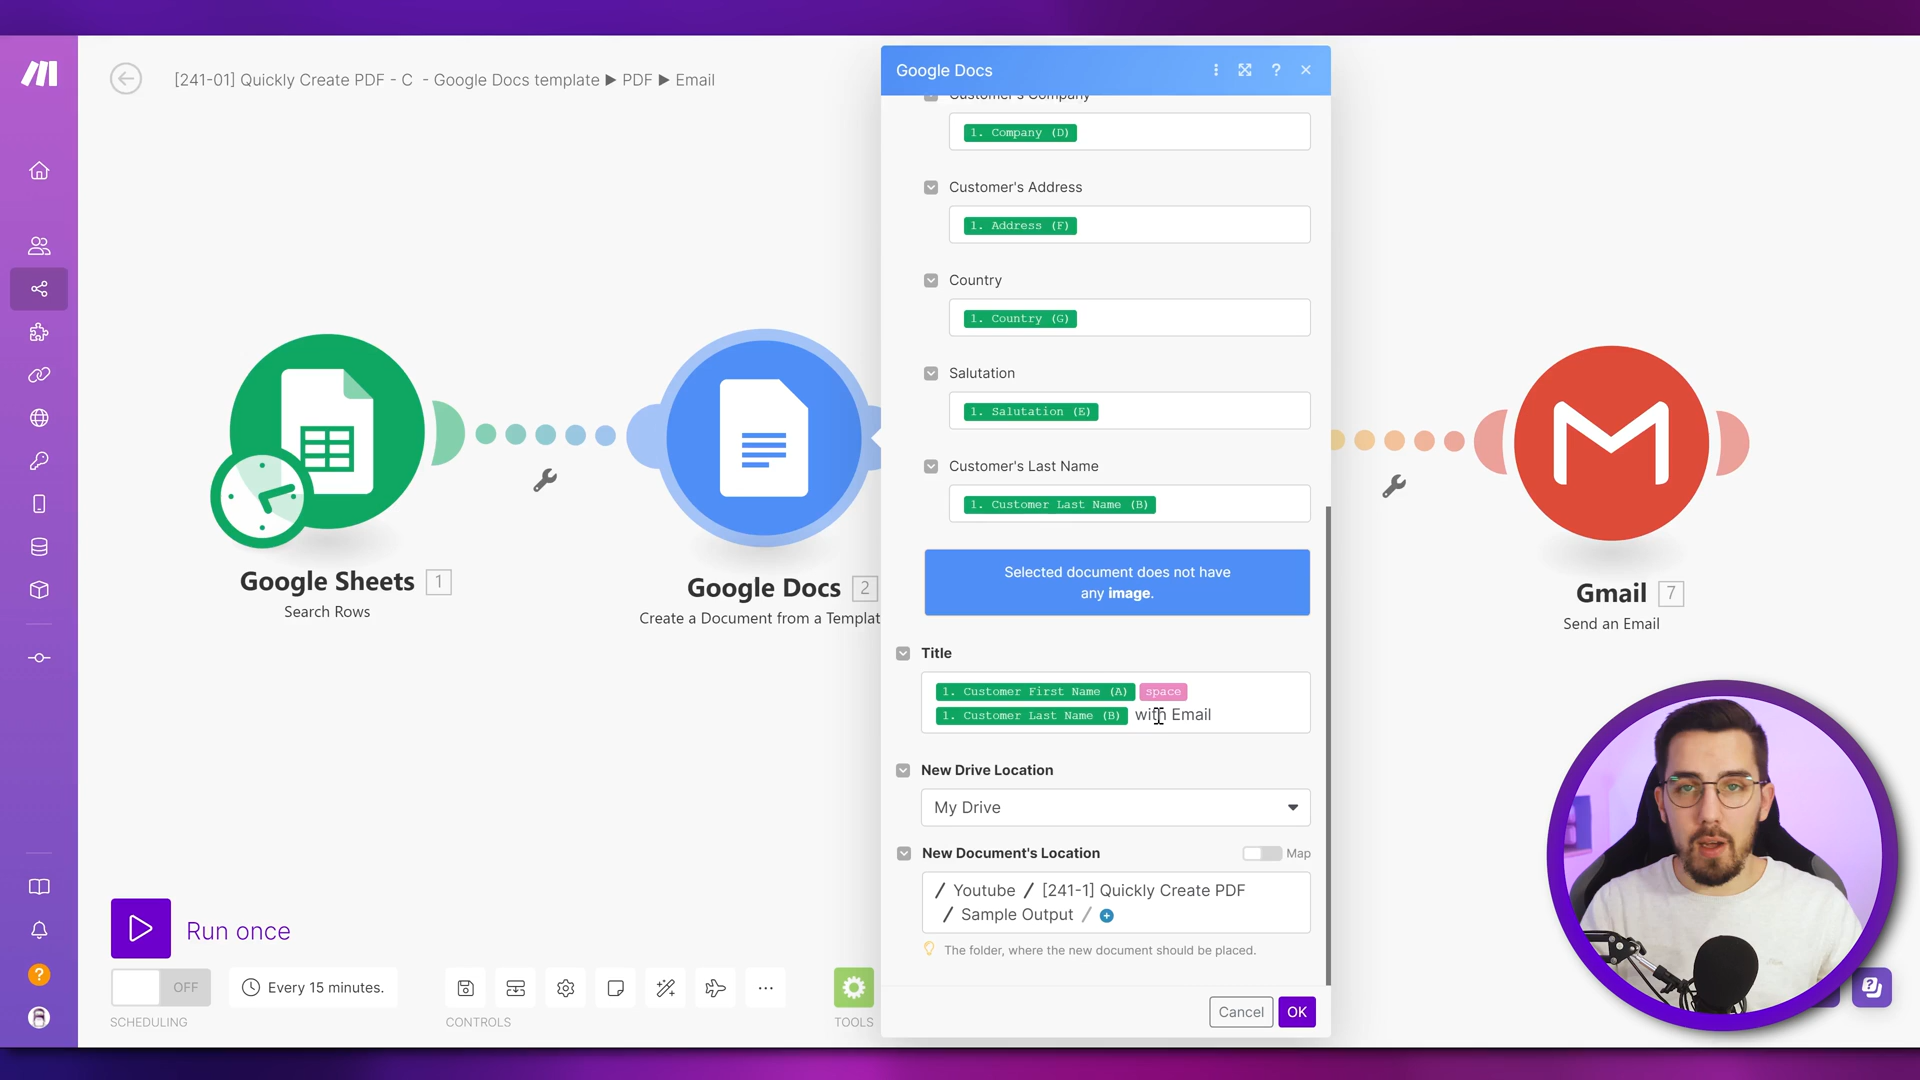 [241-01] Quickly Create PDF - C  - Google Docs template ▶ PDF ▶ Email
Google Docs
?
Customer's Company
1. Company (D)
Customer's Address
1. Address (F)
Country
1. Country (G)
Salutation
1. Salutation (E)
Customer's Last Name
1. Customer Last Name (B)
Selected document does not have
any image.
Title
1. Customer First Name (A) space
1. Customer Last Name (B) with Email
New Drive Location
My Drive
New Document's Location
Map
/ Youtube / [241-1] Quickly Create PDF
/ Sample Output /
The folder, where the new document should be placed.
Cancel
OK
Google Sheets 1
Search Rows
Google Docs 2
Create a Document from a Templat
Gmail 7
Send an Email
Run once
OFF
Every 15 minutes.
SCHEDULING
CONTROLS
TOOLS
?
?